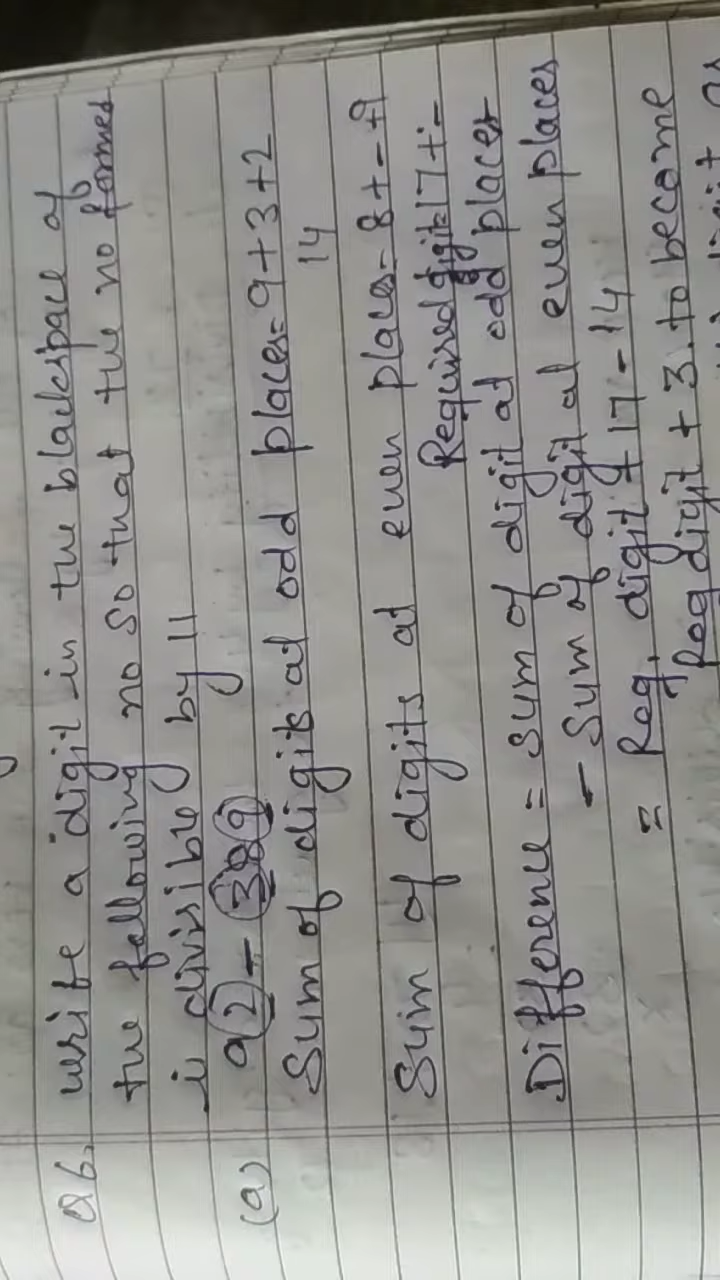 Q6. write a digit in the blackspace of
the following no so that the no formed
is divisible by 11
(a) 92-389
Sum of digits at odd places=9+3+2
14
Sum of digits at even places=8+-+9
Required digit=17+-
Difference = sum of digit at odd places
- Sum of digit at even places
= Req. digit + 17-14
Req digit + 3. to become